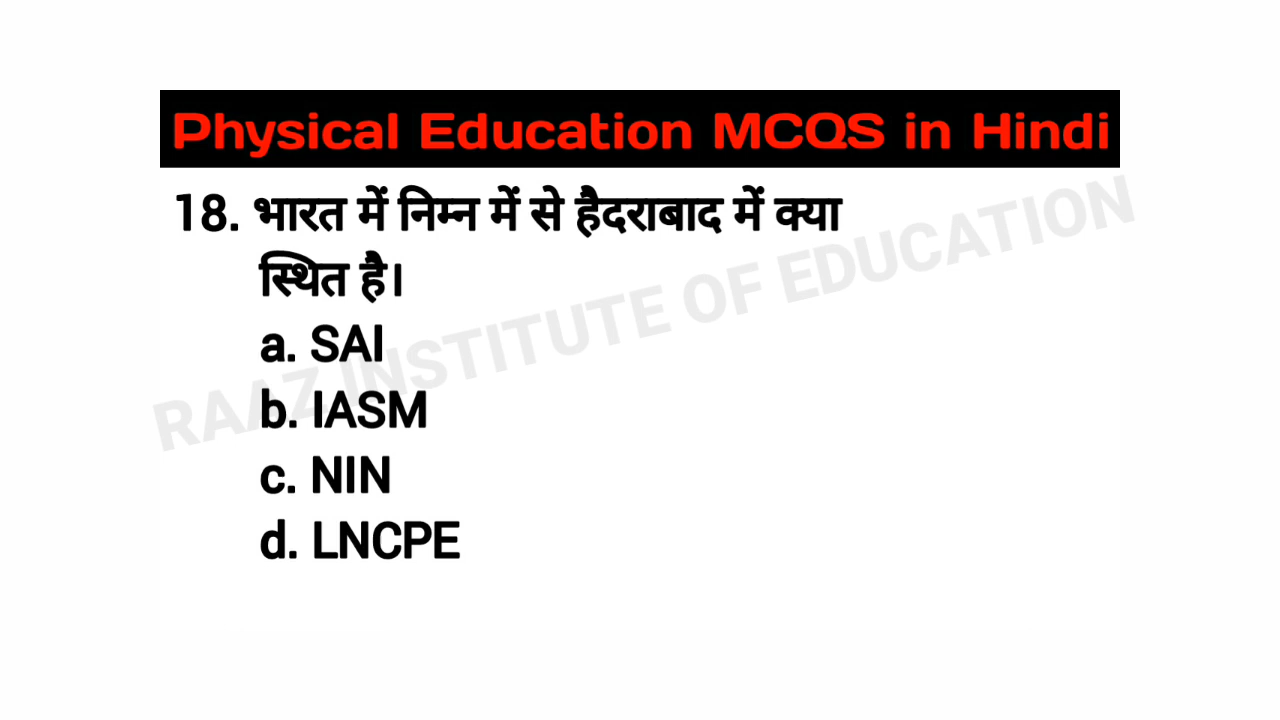 Physical Education MCQS in Hindi
18. भारत में निम्न में से हैदराबाद में क्या
स्थित है।
a. SAI
b. IASM
c. NIN
d. LNCPE
RAAZ INSTITUTE OF EDUCATION